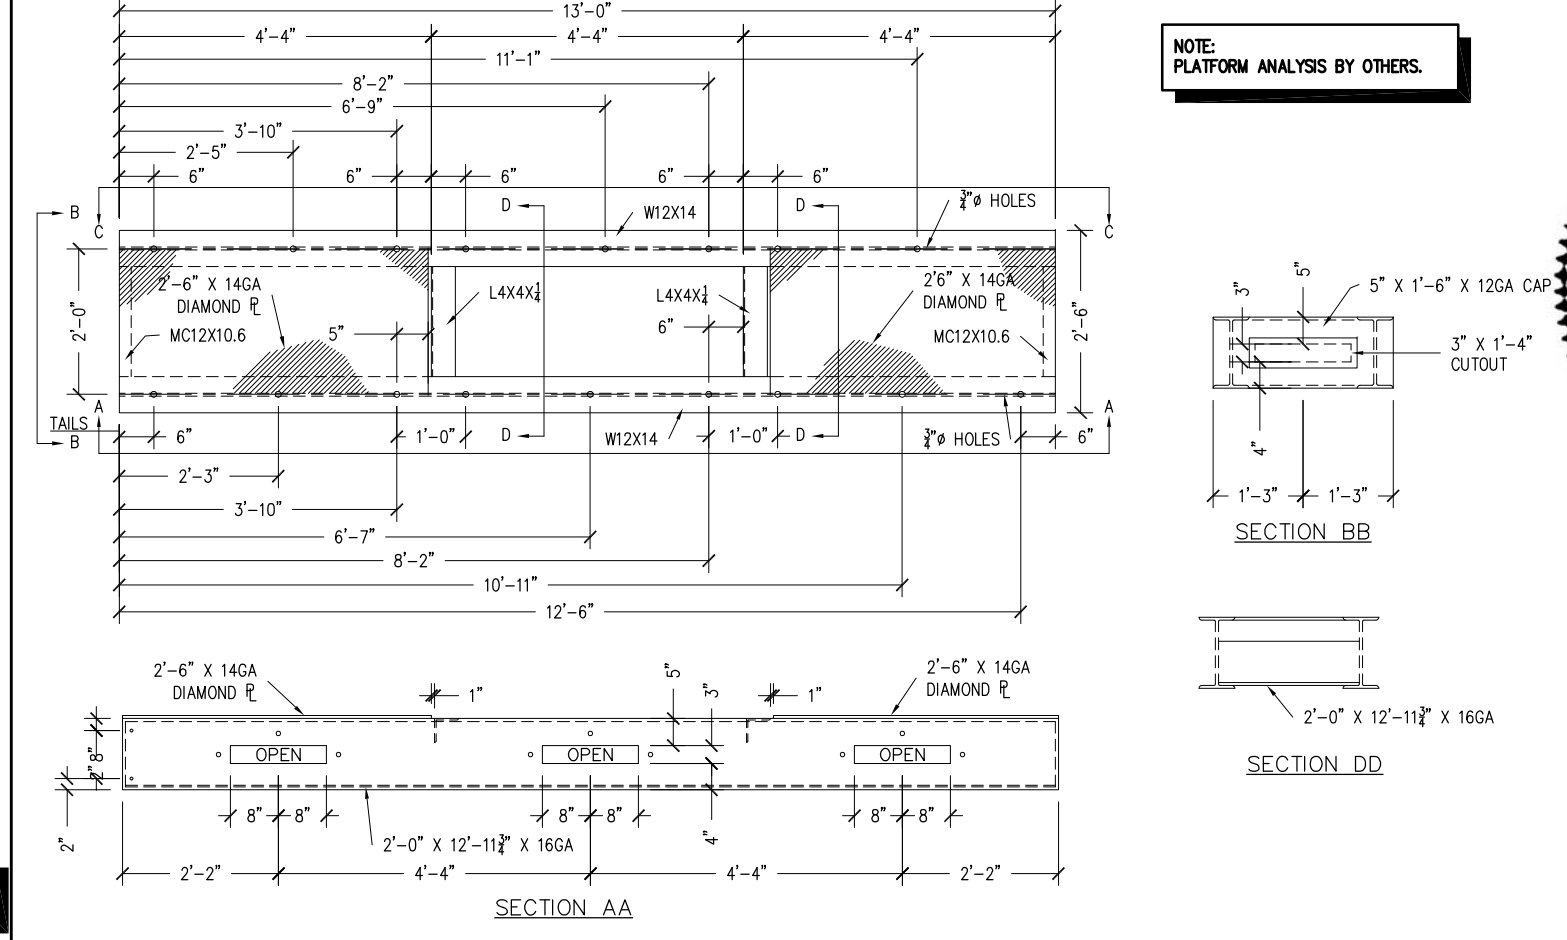 13'-0"
4'-4" 4'-4" 4'-4"
11'-1"
8'-2"
6'-9"
3'-10"
2'-5"
6" 6" 6" 6" 6"
NOTE:
PLATFORM ANALYSIS BY OTHERS.
B
C
D
W12X14
D
3/4"ø HOLES
C
2'-6" X 14GA
DIAMOND PL
MC12X10.6
2'-0"
5"
L4X4X1/4
L4X4X1/4
6"
2'6" X 14GA
DIAMOND PL
MC12X10.6
2'-6"
A
TAILS
B
6"
1'-0"
D
W12X14
1'-0"
D
3/4"ø HOLES
6"
A
2'-3"
3'-10"
6'-7"
8'-2"
10'-11"
12'-6"
5"
3"
5" X 1'-6" X 12GA CAP
3" X 1'-4"
CUTOUT
4"
1'-3" 1'-3"
SECTION BB
2'-0" X 12'-11 3/4" X 16GA
SECTION DD
2'-6" X 14GA
DIAMOND PL
1"
5"
3"
1"
2'-6" X 14GA
DIAMOND PL
8"
2"
OPEN OPEN OPEN
2"
8" 8" 8" 8" 4" 8" 8"
2'-0" X 12'-11 3/4" X 16GA
2'-2" 4'-4" 4'-4" 2'-2"
SECTION AA